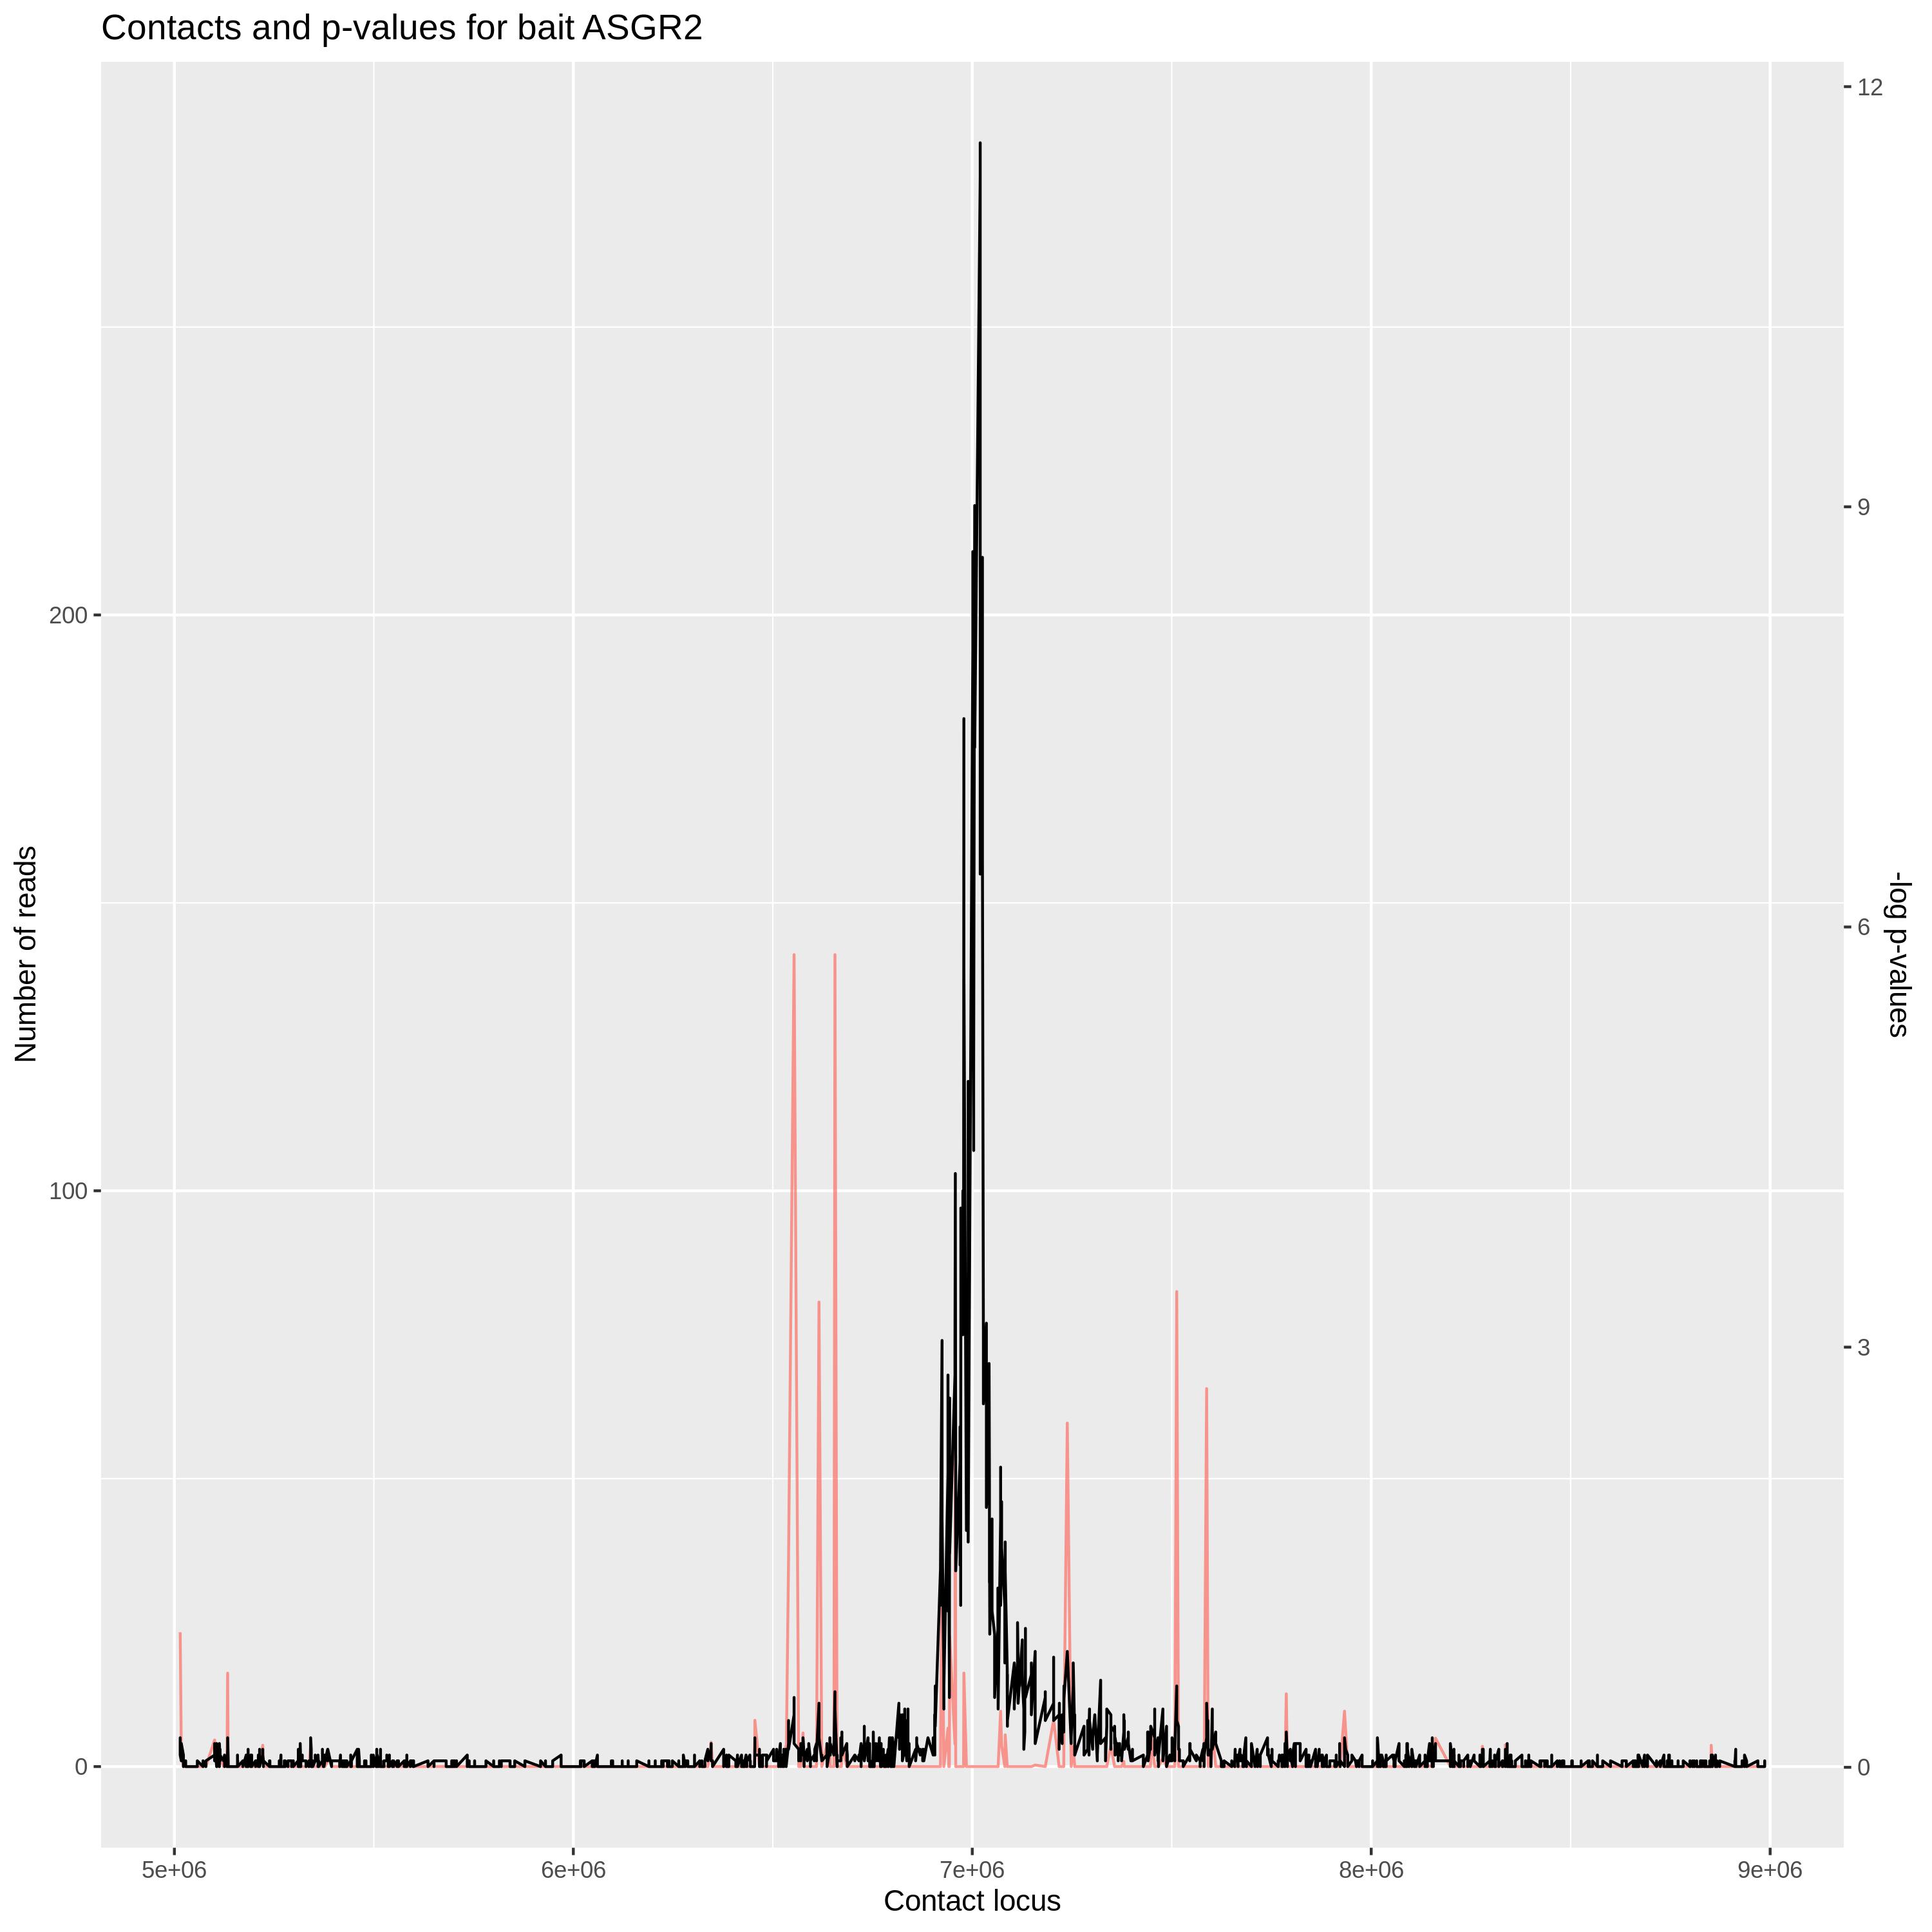 Contacts and p-values for bait ASGR2
12
9
6
3
0
-log p-values
200
100
0
Number of reads
5e+06
6e+06
7e+06
8e+06
9e+06
Contact locus